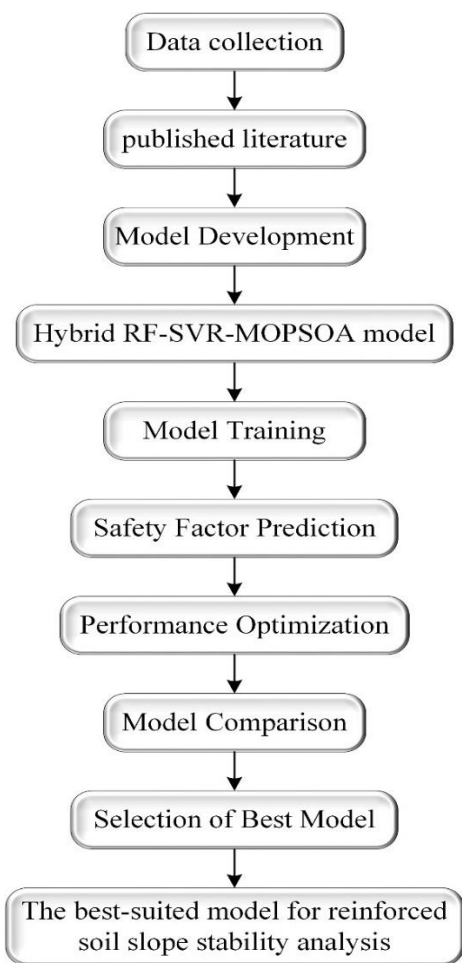 Data collection
published literature
Model Development
Hybrid RF-SVR-MOPSOA model
Model Training
Safety Factor Prediction
Performance Optimization
Model Comparison
Selection of Best Model
The best-suited model for reinforced
soil slope stability analysis